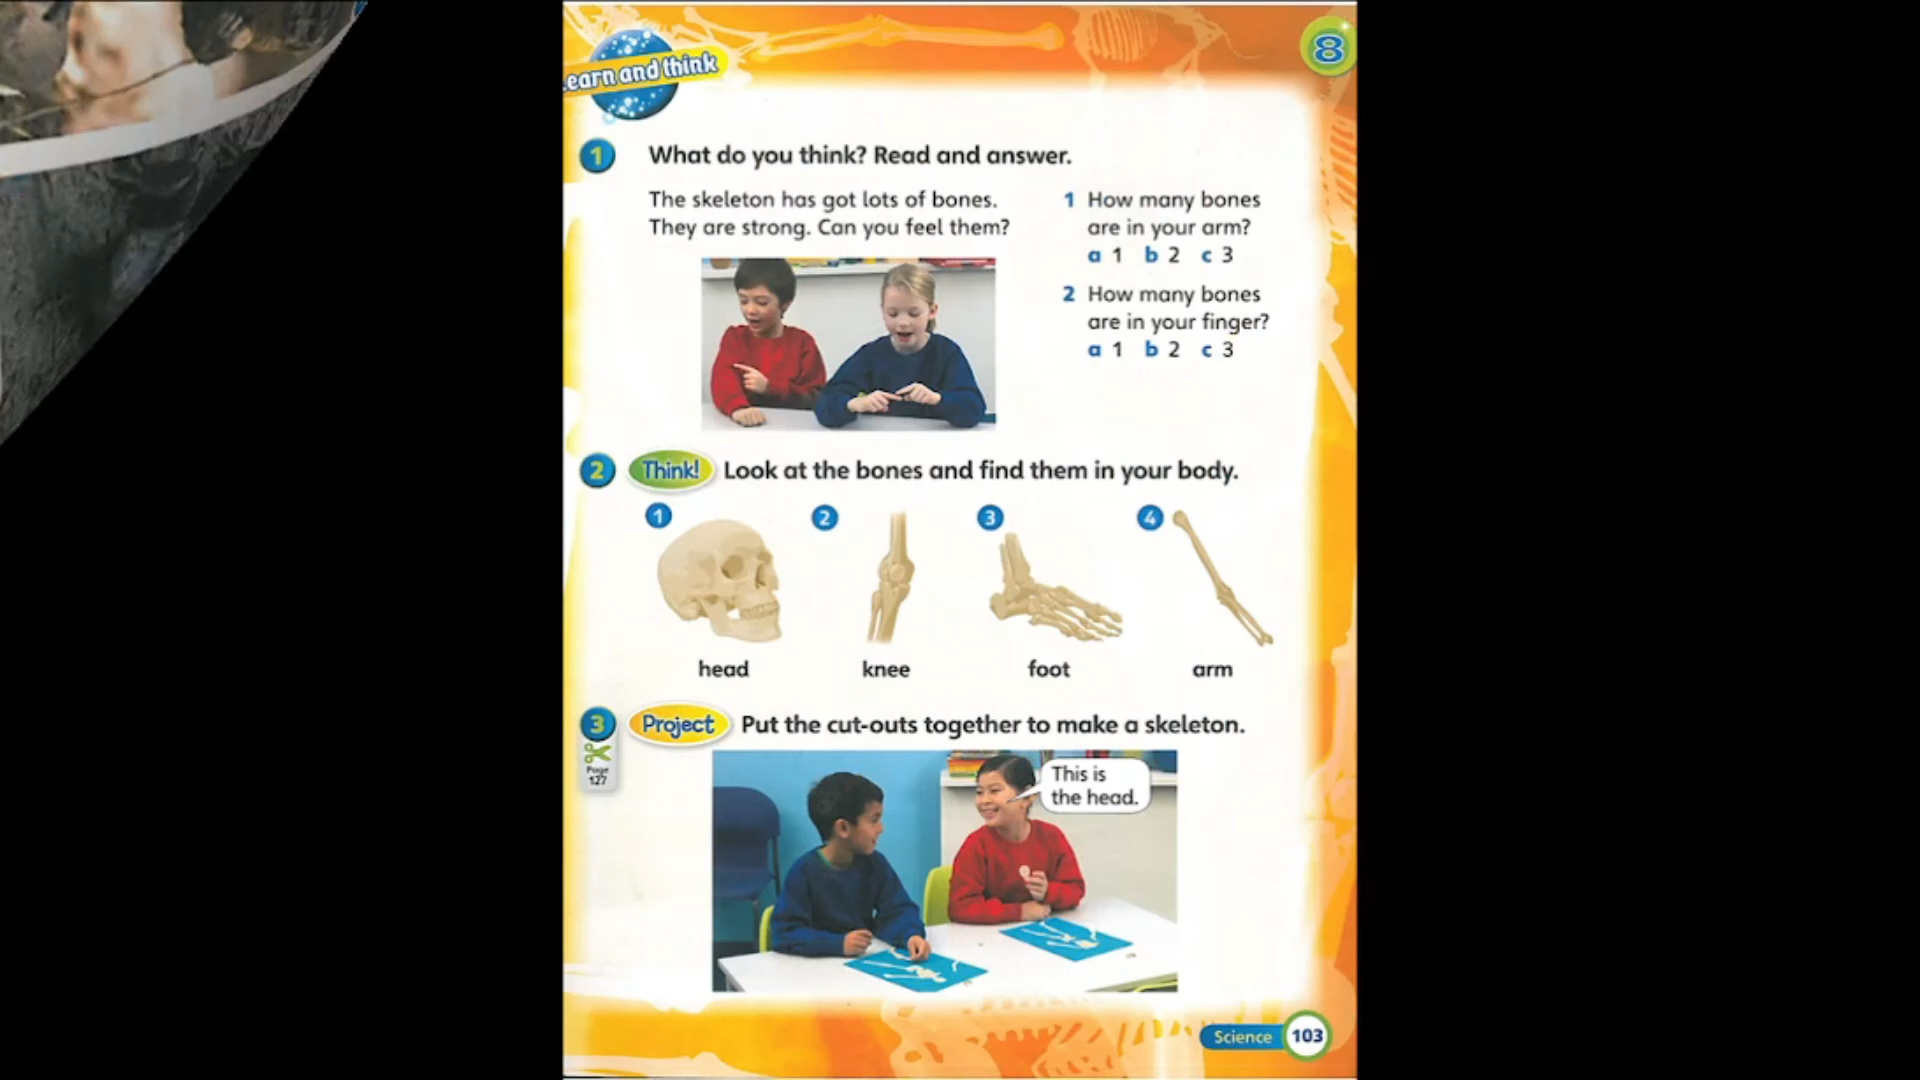 8
Learn and think
1 What do you think? Read and answer.
The skeleton has got lots of bones.
They are strong. Can you feel them?
1 How many bones
are in your arm?
a 1 b 2 c 3
2 How many bones
are in your finger?
a 1 b 2 c 3
2 Think! Look at the bones and find them in your body.
1 2 3 4
head knee foot arm
3 Project Put the cut-outs together to make a skeleton.
Page
127
This is
the head.
Science 103